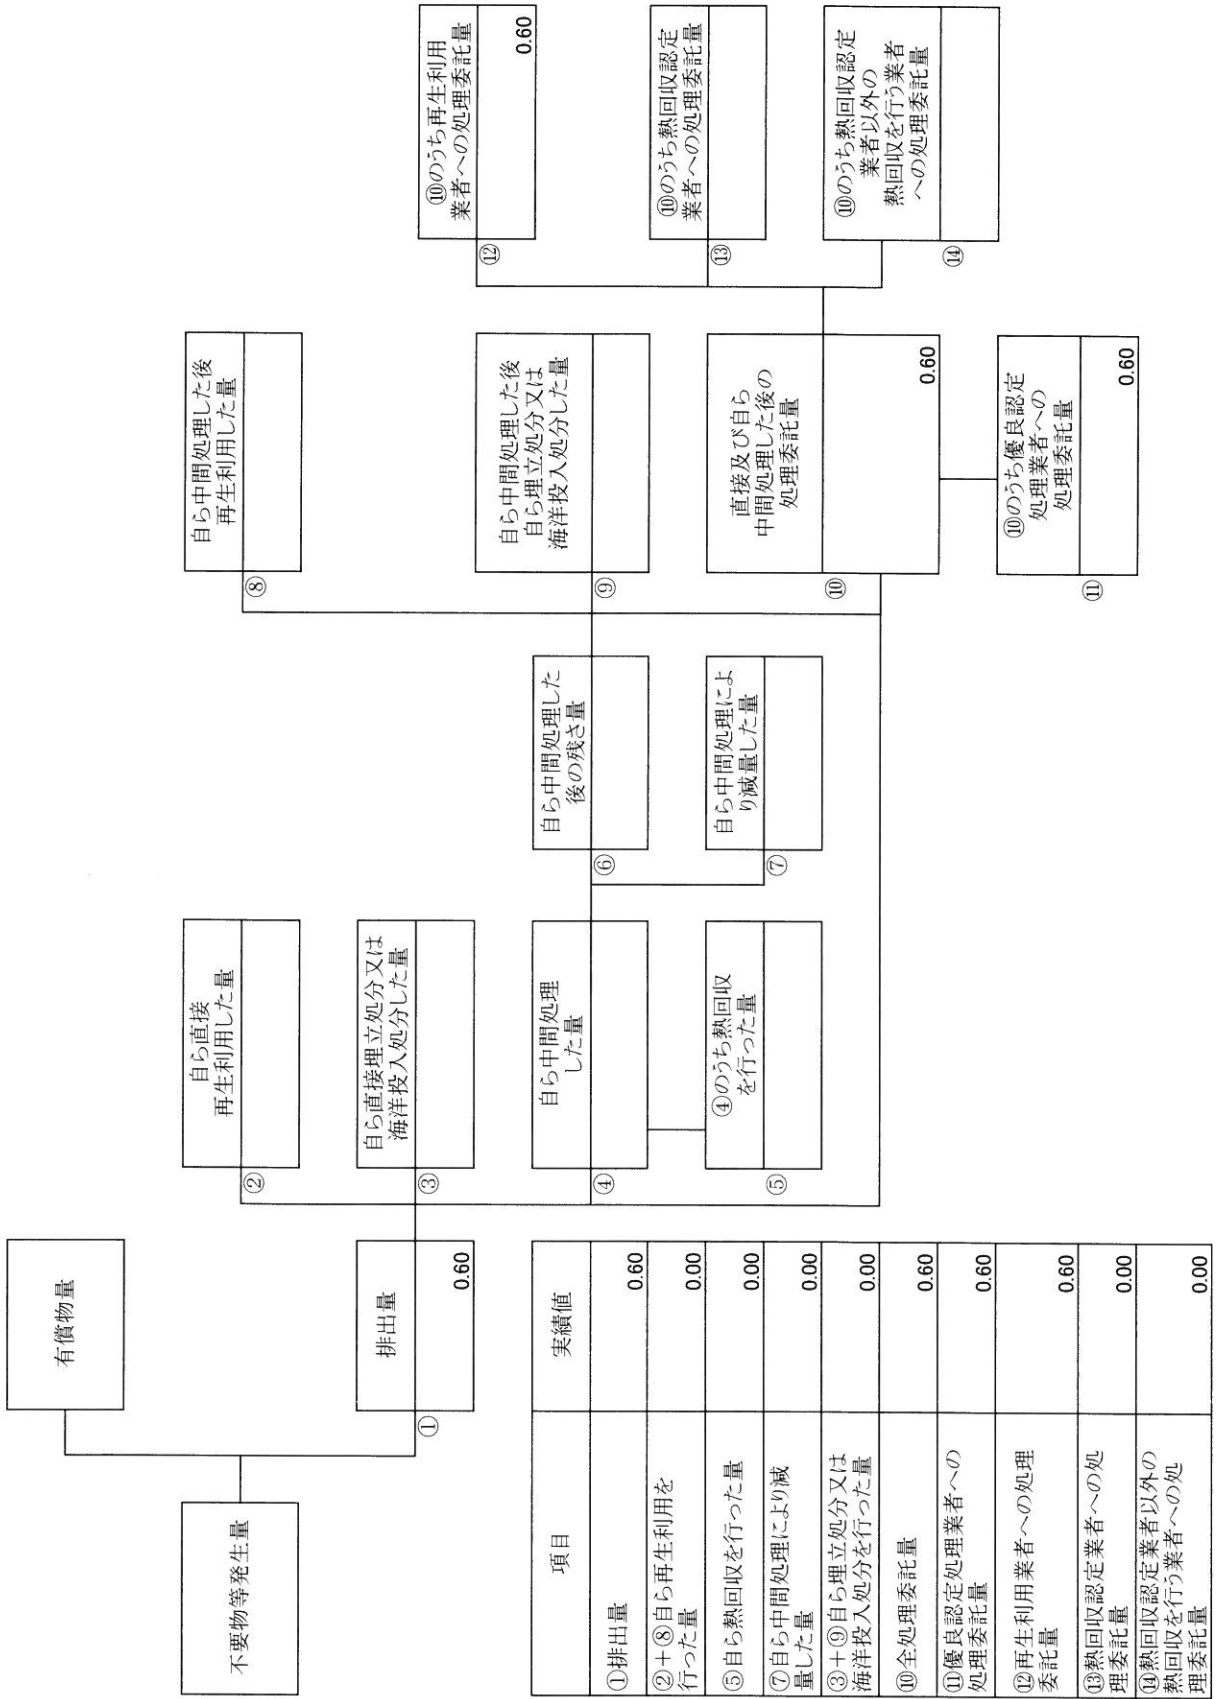 有償物量
不要物等発生量
排出量
①
0.60
自ら直接
再生利用した量
②
自ら直接埋立処分又は
海洋投入処分した量
③
自ら中間処理
した量
④
④のうち熱回収
を行った量
⑤
自ら中間処理した
後の残さ量
⑥
自ら中間処理によ
り減量した量
⑦
自ら中間処理した後
再生利用した量
⑧
自ら中間処理した後
自ら埋立処分又は
海洋投入処分した量
⑨
直接及び自ら
中間処理した後の
処理委託量
⑩
0.60
⑩のうち優良認定
処理業者への
処理委託量
⑪
0.60
⑩のうち再生利用
業者への処理委託量
⑫
0.60
⑩のうち熱回収認定
業者への処理委託量
⑬
⑩のうち熱回収認定
業者以外の
熱回収を行う業者
への処理委託量
⑭
項目 実績値
①排出量 0.60
②+⑧自ら再生利用を
行った量 0.00
⑤自ら熱回収を行った量 0.00
⑦自ら中間処理により減
量した量 0.00
③+⑨自ら埋立処分又は
海洋投入処分を行った量 0.00
⑩全処理委託量 0.60
⑪優良認定処理業者への
処理委託量 0.60
⑫再生利用業者への処理
委託量 0.60
⑬熱回収認定業者への処
理委託量 0.00
⑭熱回収認定業者以外の
熱回収を行う業者への処
理委託量 0.00